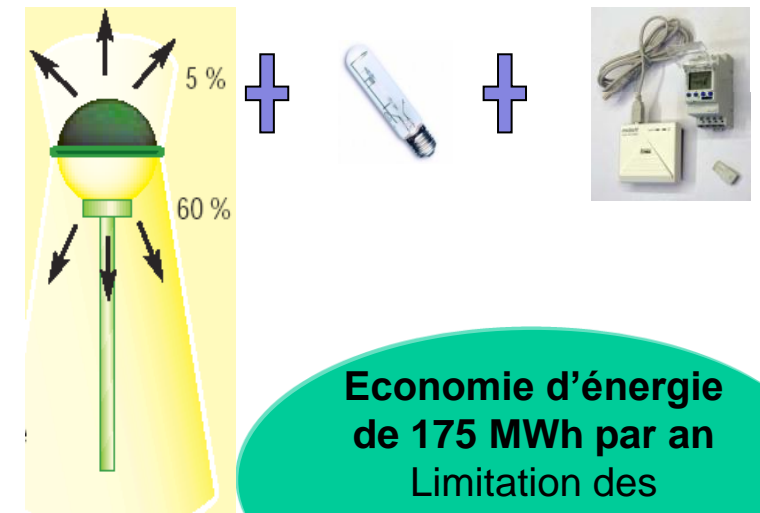 5 %
60 %
Economie d’énergie
de 175 MWh par an
Limitation des